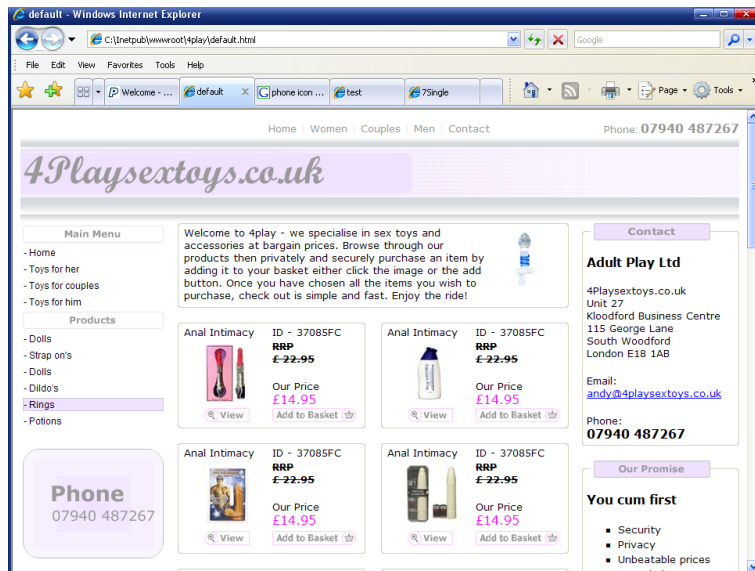 default - Windows Internet Explorer
C:\Inetpub\wwwroot\4play\default.html
Google
File Edit View Favorites Tools Help
Welcome - ...
default
phone icon ...
test
7Single
Page
Tools
Home | Women | Couples | Men | Contact
Phone: 07940 487267
4Playsextoys.co.uk
Main Menu
- Home
- Toys for her
- Toys for couples
- Toys for him
Products
- Dolls
- Strap on's
- Dolls
- Dildo's
- Rings
- Potions
Phone
07940 487267
Welcome to 4play - we specialise in sex toys and
accessories at bargain prices. Browse through our
products then privately and securely purchase an item by
adding it to your basket either click the image or the add
button. Once you have chosen all the items you wish to
purchase, check out is simple and fast. Enjoy the ride!
Anal Intimacy ID - 37085FC
RRP
£ 22.95
Our Price
£14.95
View Add to Basket
Anal Intimacy ID - 37085FC
RRP
£ 22.95
Our Price
£14.95
View Add to Basket
Anal Intimacy ID - 37085FC
RRP
£ 22.95
Our Price
£14.95
View Add to Basket
Anal Intimacy ID - 37085FC
RRP
£ 22.95
Our Price
£14.95
View Add to Basket
Contact
Adult Play Ltd
4Playsextoys.co.uk
Unit 27
Kloodford Business Centre
115 George Lane
South Woodford
London E18 1AB
Email:
andy@4playsextoys.co.uk
Phone:
07940 487267
Our Promise
You cum first
Security
Privacy
Unbeatable prices